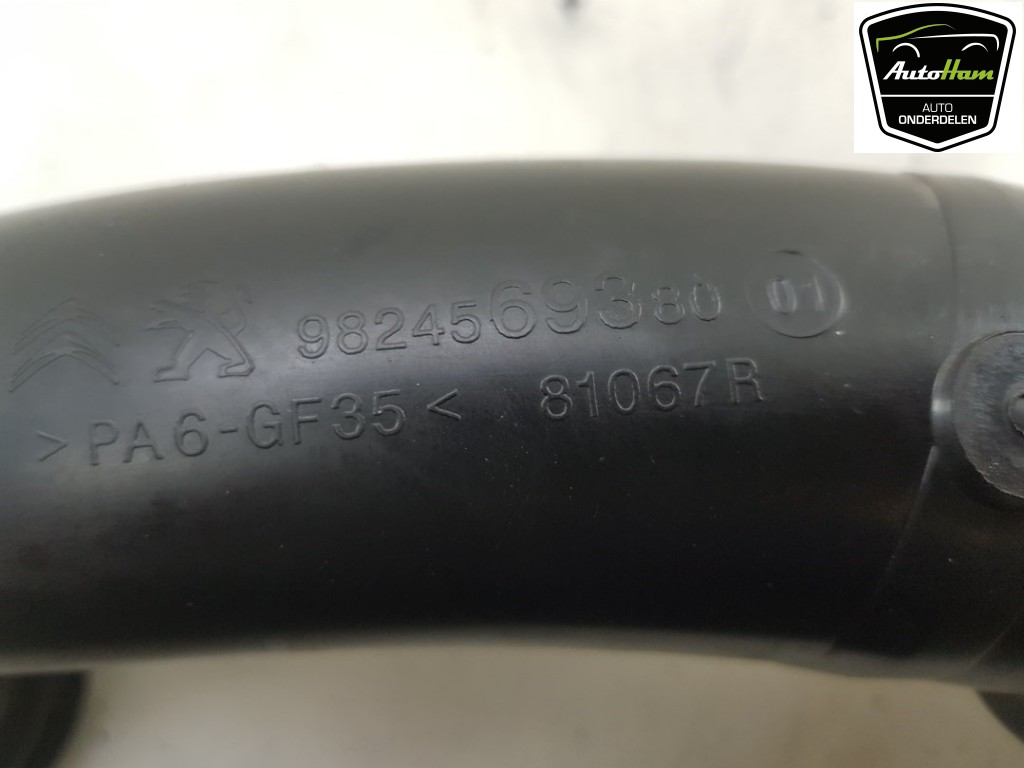 AutoHam
AUTO
ONDERDELEN
9824569380 01
>PA6-GF35< 81067R